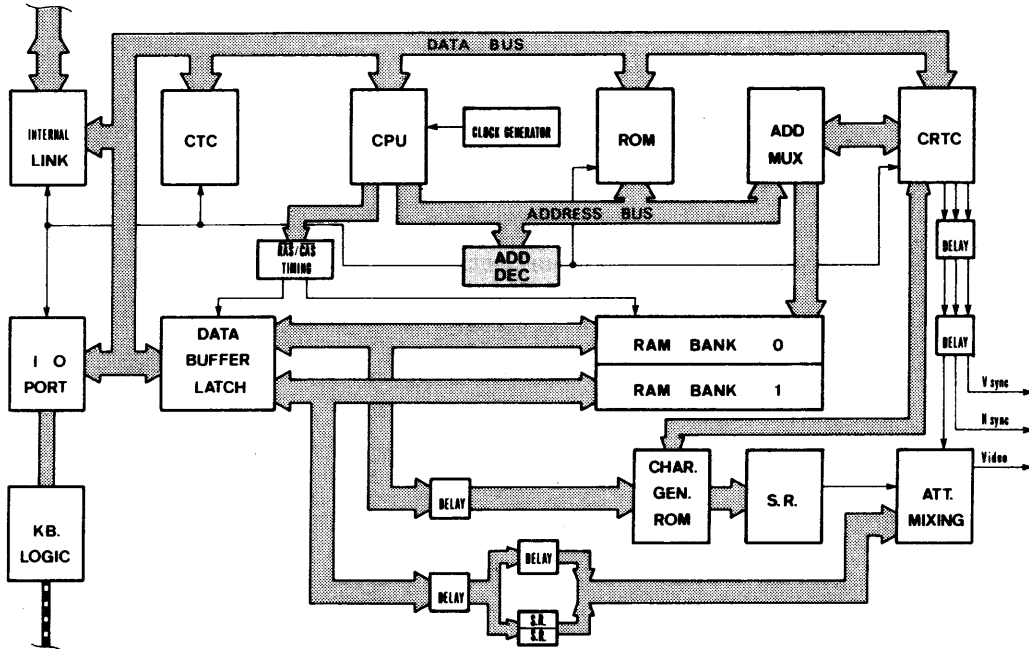 DATA BUS
INTERNAL
LINK
CTC
CPU
CLOCK GENERATOR
ROM
ADD
MUX
CRTC
ADDRESS BUS
RAS/CAS
TIMING
ADD
DEC
DELAY
I O
PORT
DATA
BUFFER
LATCH
RAM BANK 0
RAM BANK 1
DELAY
V sync
H sync
Video
KB.
LOGIC
DELAY
CHAR.
GEN.
ROM
S.R.
ATT.
MIXING
DELAY
DELAY
S.R.
S.R.